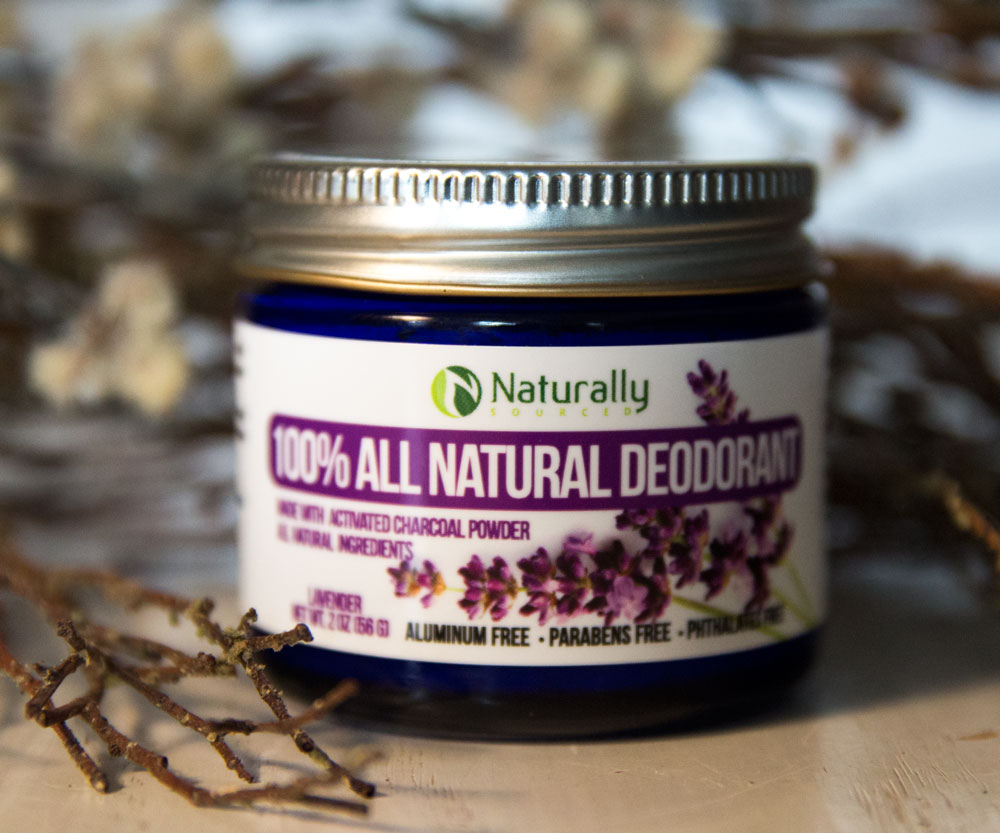 Naturally
SOURCED
100% ALL NATURAL DEODORANT
MADE WITH ACTIVATED CHARCOAL POWDER
ALL NATURAL INGREDIENTS
LAVENDER
NET WT. 2 OZ (56 G)
ALUMINUM FREE • PARABENS FREE • PHTHALATES FREE